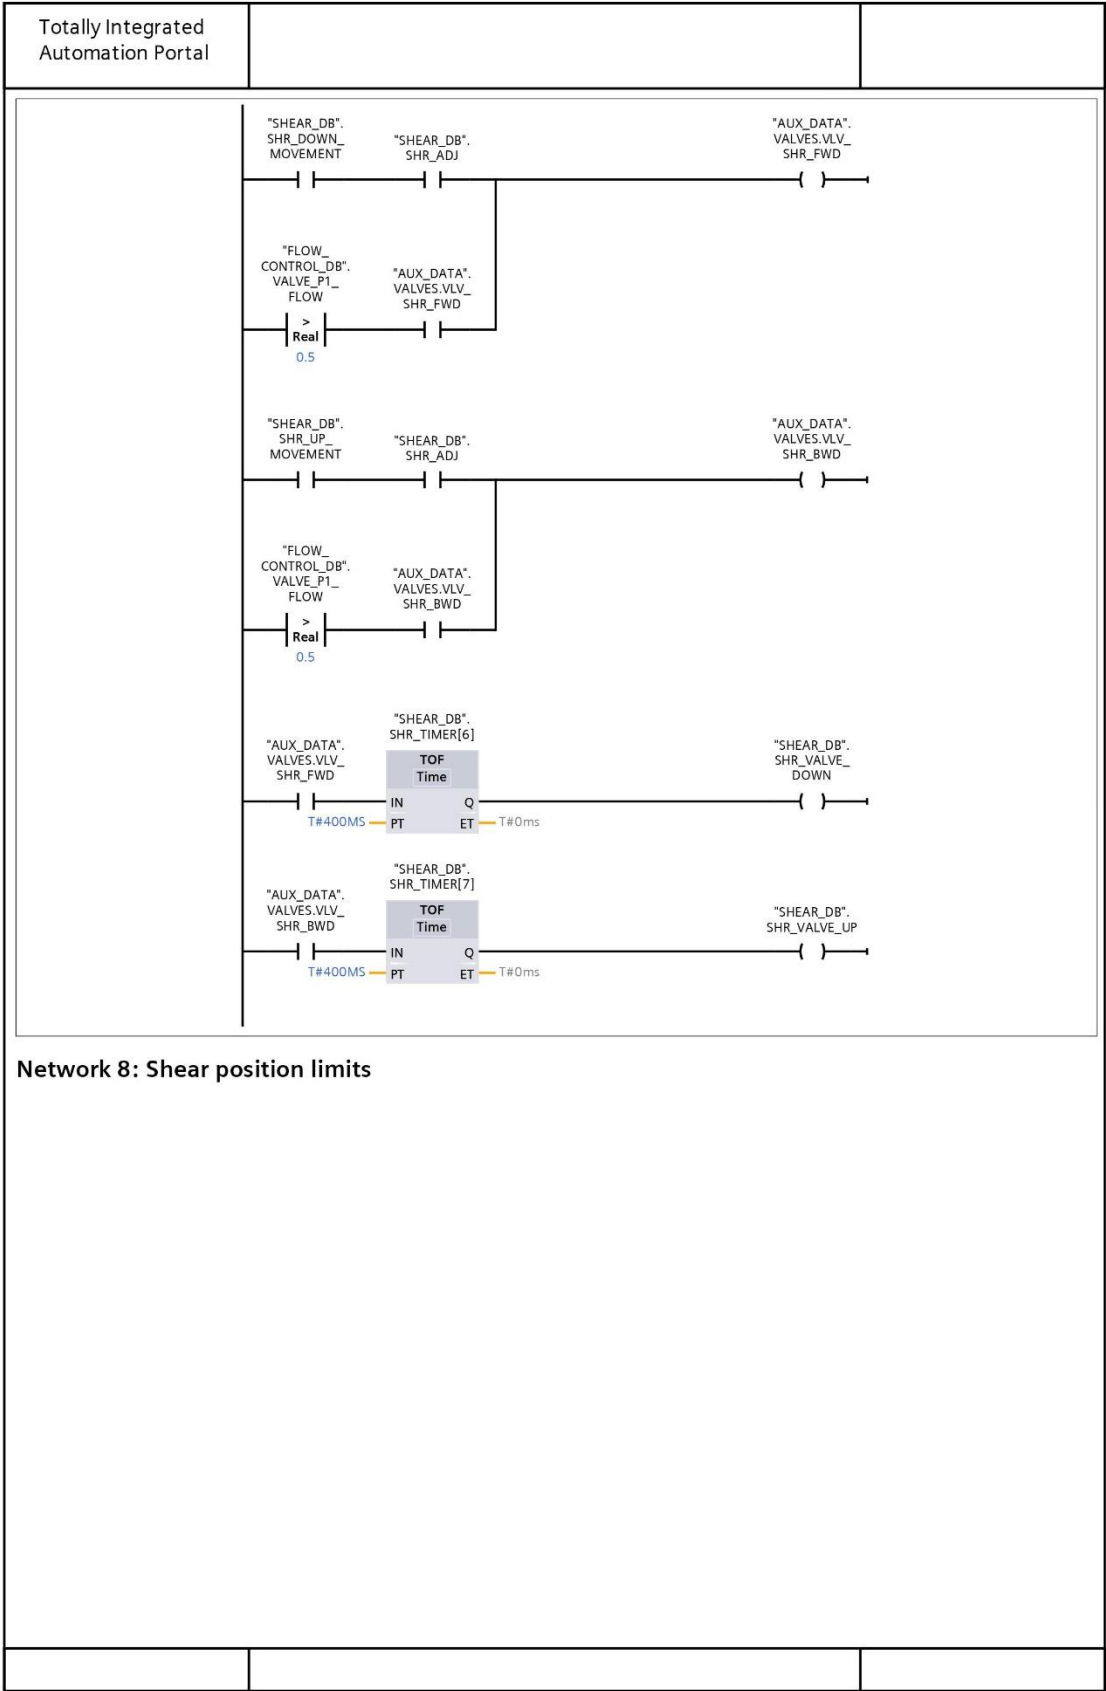 Totally Integrated
Automation Portal
"SHEAR_DB".
SHR_DOWN_
MOVEMENT
"SHEAR_DB".
SHR_ADJ
"AUX_DATA".
VALVES.VLV_
SHR_FWD
"FLOW_
CONTROL_DB".
VALVE_P1_
FLOW
"AUX_DATA".
VALVES.VLV_
SHR_FWD
>
Real
0.5
"SHEAR_DB".
SHR_UP_
MOVEMENT
"SHEAR_DB".
SHR_ADJ
"AUX_DATA".
VALVES.VLV_
SHR_BWD
"FLOW_
CONTROL_DB".
VALVE_P1_
FLOW
"AUX_DATA".
VALVES.VLV_
SHR_BWD
>
Real
0.5
"AUX_DATA".
VALVES.VLV_
SHR_FWD
"SHEAR_DB".
SHR_TIMER[6]
TOF
Time
IN Q
T#400MS PT ET T#0ms
"SHEAR_DB".
SHR_VALVE_
DOWN
"AUX_DATA".
VALVES.VLV_
SHR_BWD
"SHEAR_DB".
SHR_TIMER[7]
TOF
Time
IN Q
T#400MS PT ET T#0ms
"SHEAR_DB".
SHR_VALVE_UP
Network 8: Shear position limits